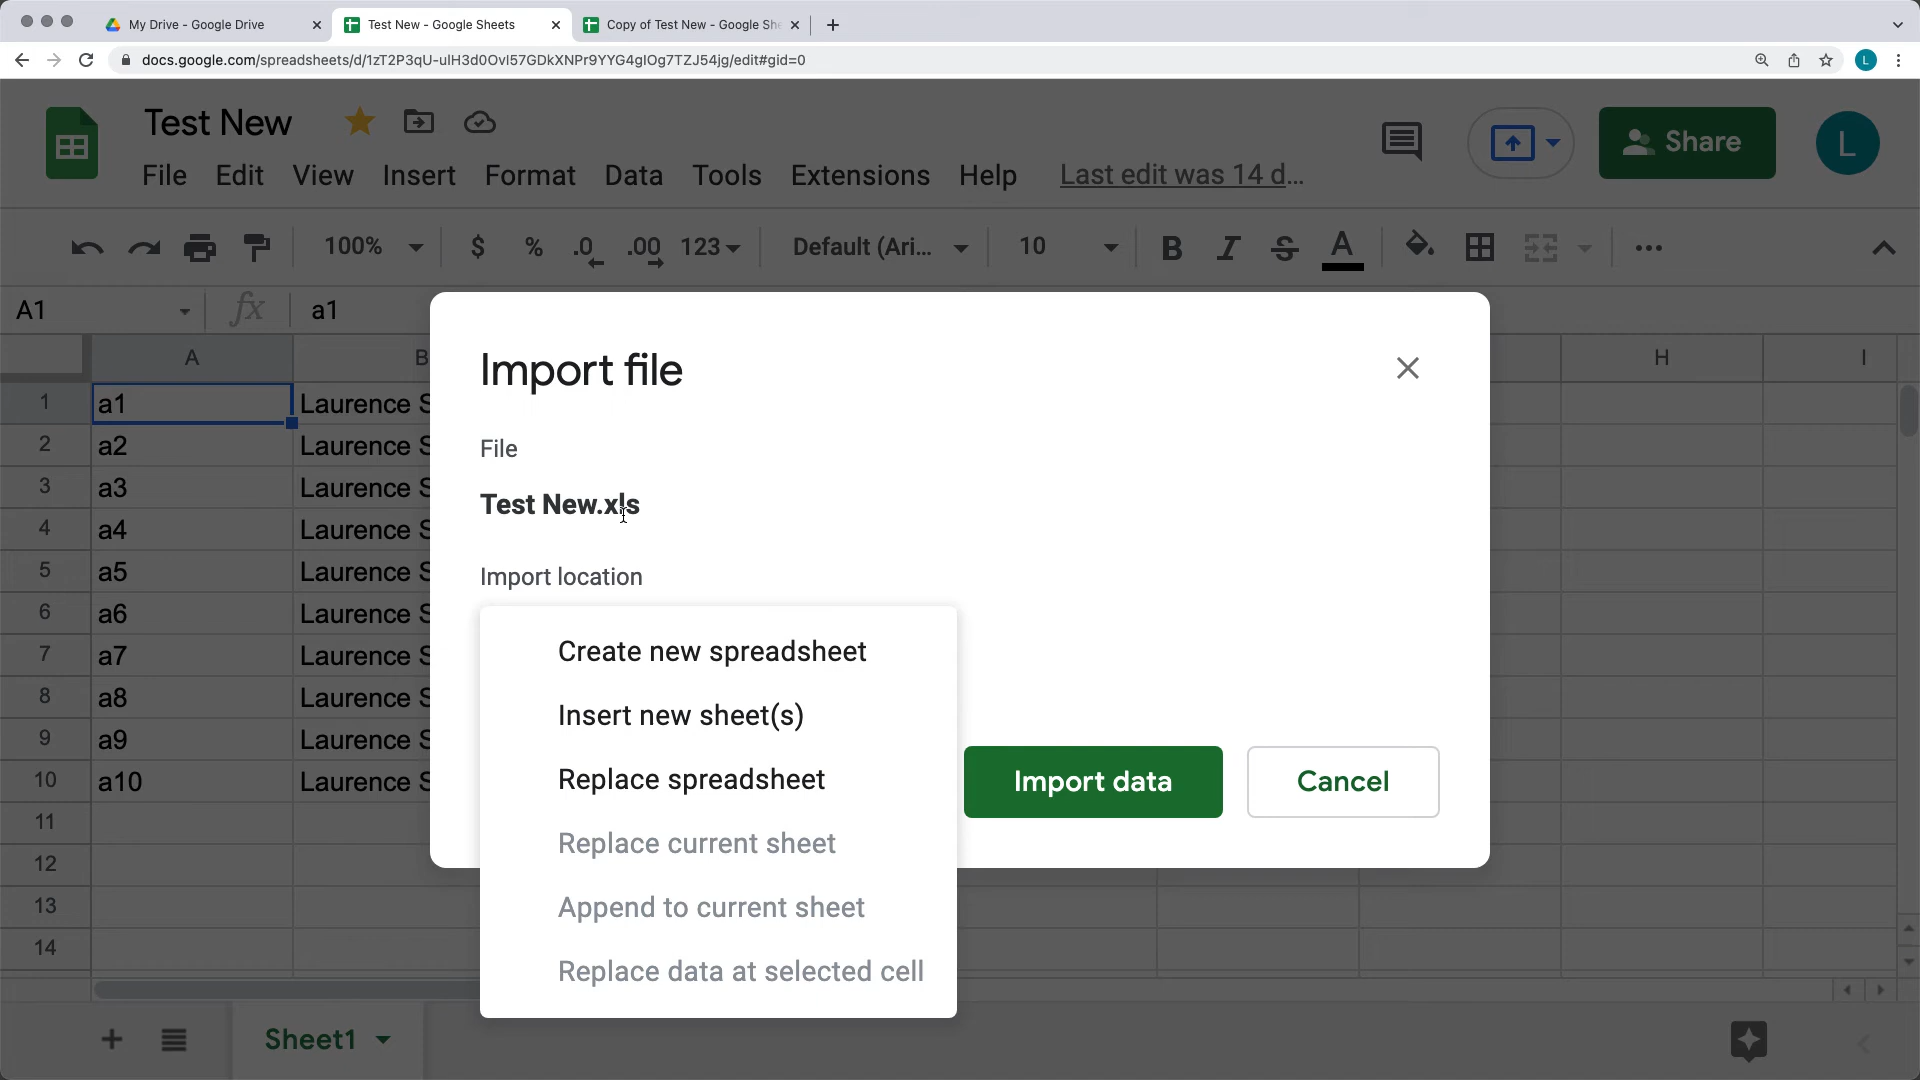 My Drive - Google Drive
Test New - Google Sheets
Copy of Test New - Google She
docs.google.com/spreadsheets/d/1zT2P3qU-uIH3d0OvI57GDkXNPr9YYG4gIOg7TZJ54jg/edit#gid=0
L
Test New
Share
L
File Edit View Insert Format Data Tools Extensions Help Last edit was 14 d...
100% $ % .0 .00 123 Default (Ari... 10 B I S A
A1 fx a1
A B H I
1 a1 Laurence S
2 a2 Laurence S
3 a3 Laurence S
4 a4 Laurence S
5 a5 Laurence S
6 a6 Laurence S
7 a7 Laurence S
8 a8 Laurence S
9 a9 Laurence S
10 a10 Laurence S
11
12
13
14
Import file
File
Test New.xls
Import location
Create new spreadsheet
Insert new sheet(s)
Replace spreadsheet
Replace current sheet
Append to current sheet
Replace data at selected cell
Import data
Cancel
Sheet1